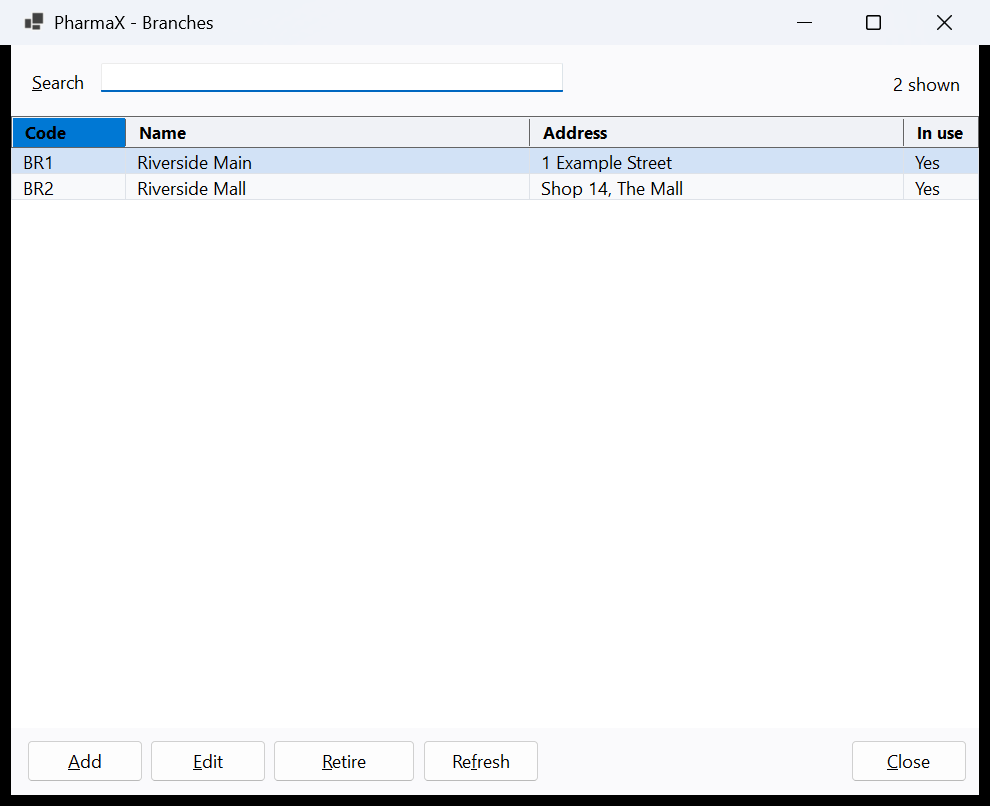 PharmaX - Branches
Search
2 shown
Code Name Address In use
BR1 Riverside Main 1 Example Street Yes
BR2 Riverside Mall Shop 14, The Mall Yes
Add Edit Retire Refresh Close